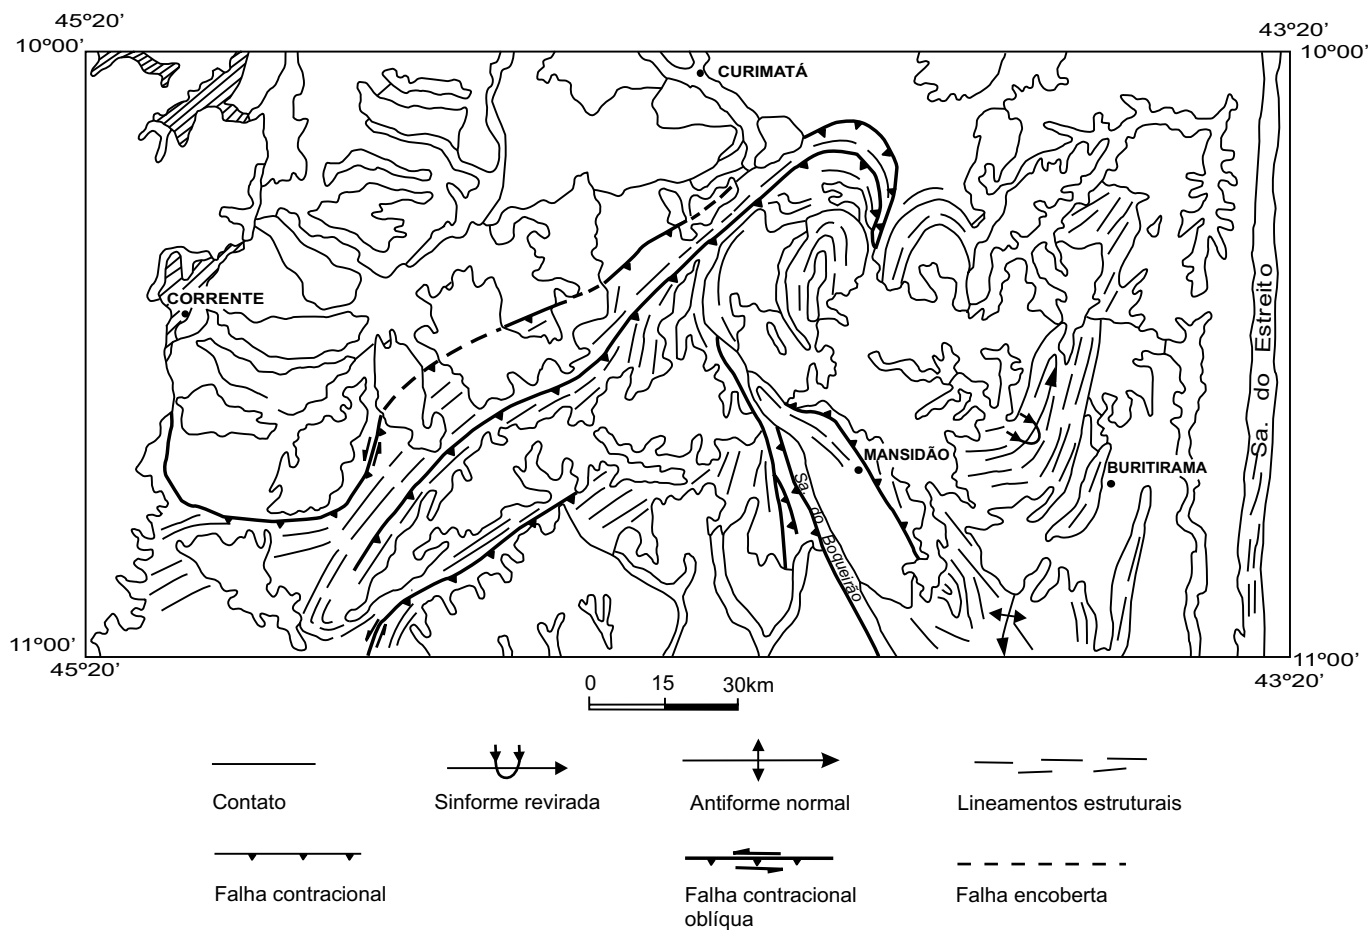 45º20’
43º20’
10º00’
10º00’
CURIMATÁ
CORRENTE
Sa. do Estreito
MANSIDÃO
BURITIRAMA
Sa. do Boqueirão
11º00’
11º00’
45º20’
43º20’
0 15 30km
Contato
Sinforme revirada
Antiforme normal
Lineamentos estruturais
Falha contracional
Falha contracional
oblíqua
Falha encoberta